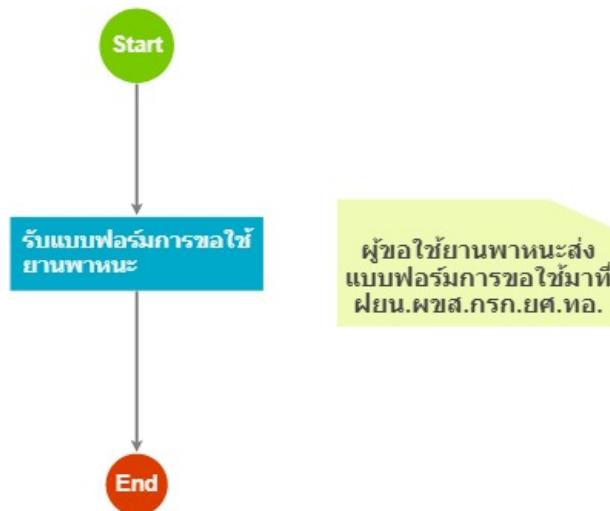 Start
รับแบบฟอร์มการขอใช้
ยานพาหนะ
ผู้ขอใช้ยานพาหนะส่ง
แบบฟอร์มการขอใช้มาที่
ฝยน.ผขส.กรก.ยศ.ทอ.
End